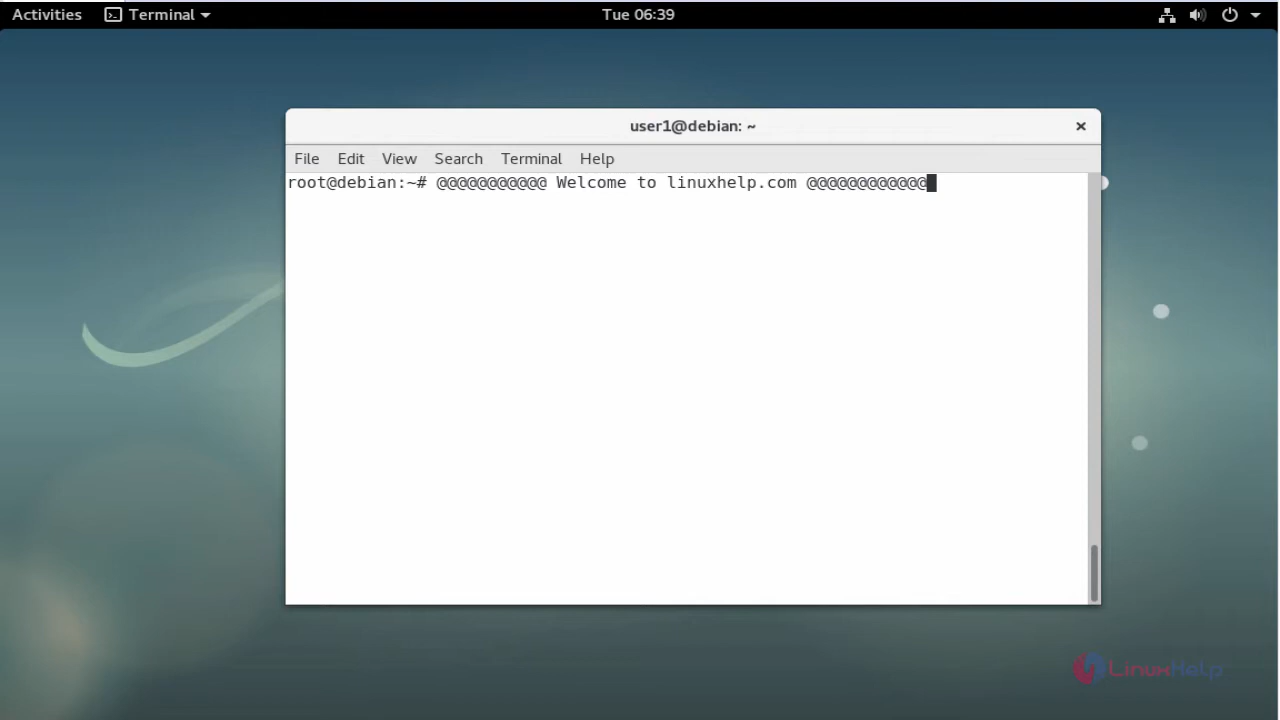 Activities Terminal Tue 06:39
user1@debian: ~ ×
File Edit View Search Terminal Help
root@debian:~# @@@@@@@@@@@ Welcome to linuxhelp.com @@@@@@@@@@@@
LinuxHelp